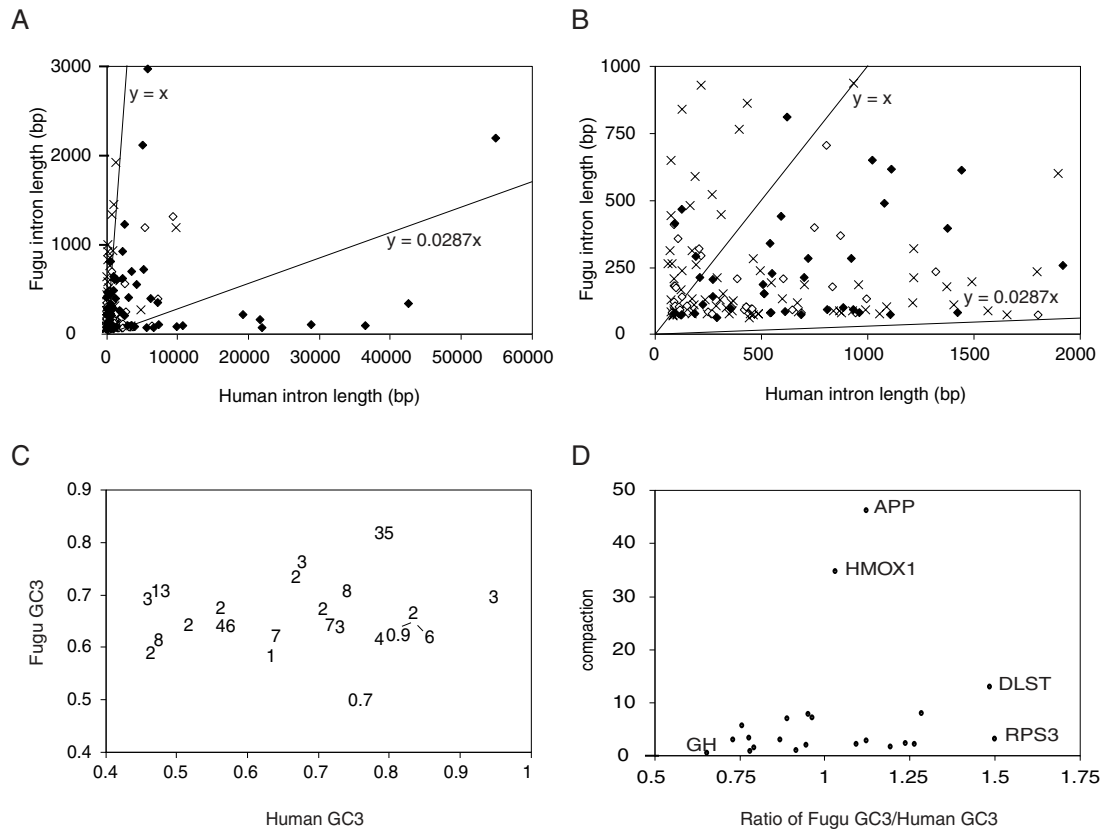 A
3000
2000
1000
0
Fugu intron length (bp)
y = x
y = 0.0287x
0 10000 20000 30000 40000 50000 60000
Human intron length (bp)
B
1000
750
500
250
0
Fugu intron length (bp)
y = x
y = 0.0287x
0 500 1000 1500 2000
Human intron length (bp)
C
0.9
0.8
0.7
0.6
0.5
0.4
Fugu GC3
35
3
2
3 13 8 3
2 2 2
2 46 7 7 3 4 0.9 6
8
2 1
0.7
0.4 0.5 0.6 0.7 0.8 0.9 1
Human GC3
D
50
40
30
20
10
0
compaction
APP
HMOX1
DLST
RPS3
GH
0.5 0.75 1 1.25 1.5 1.75
Ratio of Fugu GC3/Human GC3